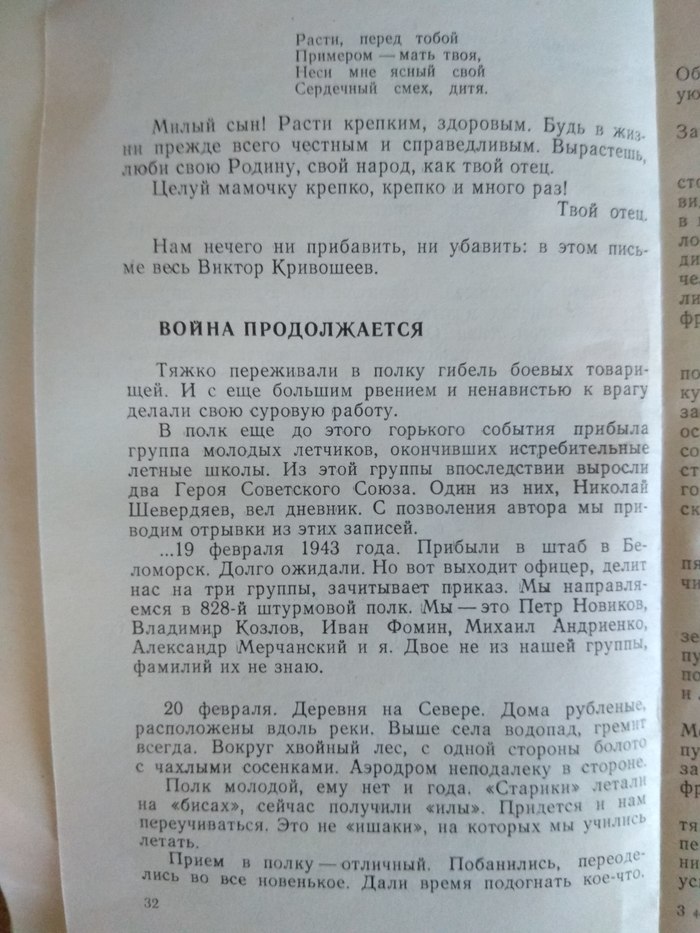 Расти, перед тобой
Примером — мать твоя,
Неси мне ясный свой
Сердечный смех, дитя.
Милый сын! Расти крепким, здоровым. Будь в жиз-
ни прежде всего честным и справедливым. Вырастешь,
люби свою Родину, свой народ, как твой отец.
Целуй мамочку крепко, крепко и много раз!
Твой отец.
Нам нечего ни прибавить, ни убавить: в этом пись-
ме весь Виктор Кривошеев.
ВОЙНА ПРОДОЛЖАЕТСЯ
Тяжко переживали в полку гибель боевых товари-
щей. И с еще большим рвением и ненавистью к врагу
делали свою суровую работу.
В полк еще до этого горького события прибыла
группа молодых летчиков, окончивших истребительные
летные школы. Из этой группы впоследствии выросли
два Героя Советского Союза. Один из них, Николай
Шевердяев, вел дневник. С позволения автора мы при-
водим отрывки из этих записей.
...19 февраля 1943 года. Прибыли в штаб в Бе-
ломорск. Долго ожидали. Но вот выходит офицер, делит
нас на три группы, зачитывает приказ. Мы направля-
емся в 828-й штурмовой полк. Мы — это Петр Новиков,
Владимир Козлов, Иван Фомин, Михаил Андриенко,
Александр Мерчанский и я. Двое не из нашей группы,
фамилий их не знаю.
20 февраля. Деревня на Севере. Дома рубленые,
расположены вдоль реки. Выше села водопад, гремит
всегда. Вокруг хвойный лес, с одной стороны болото
с чахлыми сосенками. Аэродром неподалеку в стороне.
Полк молодой, ему нет и года. «Старики» летали
на «бисах», сейчас получили «илы». Придется и нам
переучиваться. Это не «ишаки», на которых мы учились
летать.
Прием в полку — отличный. Побанились, переоде-
лись во все новенькое. Дали время подогнать кое-что.
32